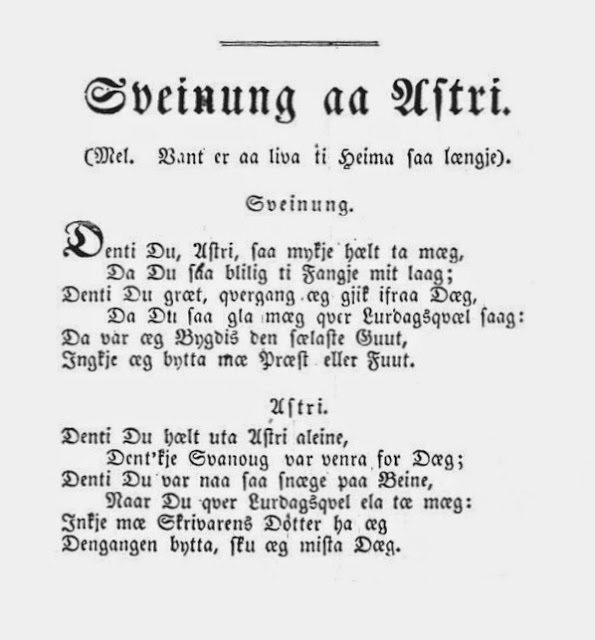 Sveinung aa Astri.
(Mel. Vant er aa liva ti Heima saa længje).
Sveinung.
Denti Du, Astri, saa mykje hælt ta mæg,
Da Du saa blilig ti Fangje mit laag;
Denti Du græt, qvergang æg gjik ifraa Dæg,
Da Du saa gla mæg qver Lurdagsqvæl saag:
Da var æg Bygdis den sælaste Guut,
Ingkje æg bytta mæ Præst eller Fuut.
Astri.
Denti Du hælt uta Astri aleine,
Dent'kje Svanoug var venra for Dæg;
Denti Du var naa saa snæge paa Beine,
Naar Du qver Lurdagsqvel ela tæ mæg:
Inkje mæ Skrivarens Dotter ha æg
Dengangen bytta, sku æg mista Dæg.